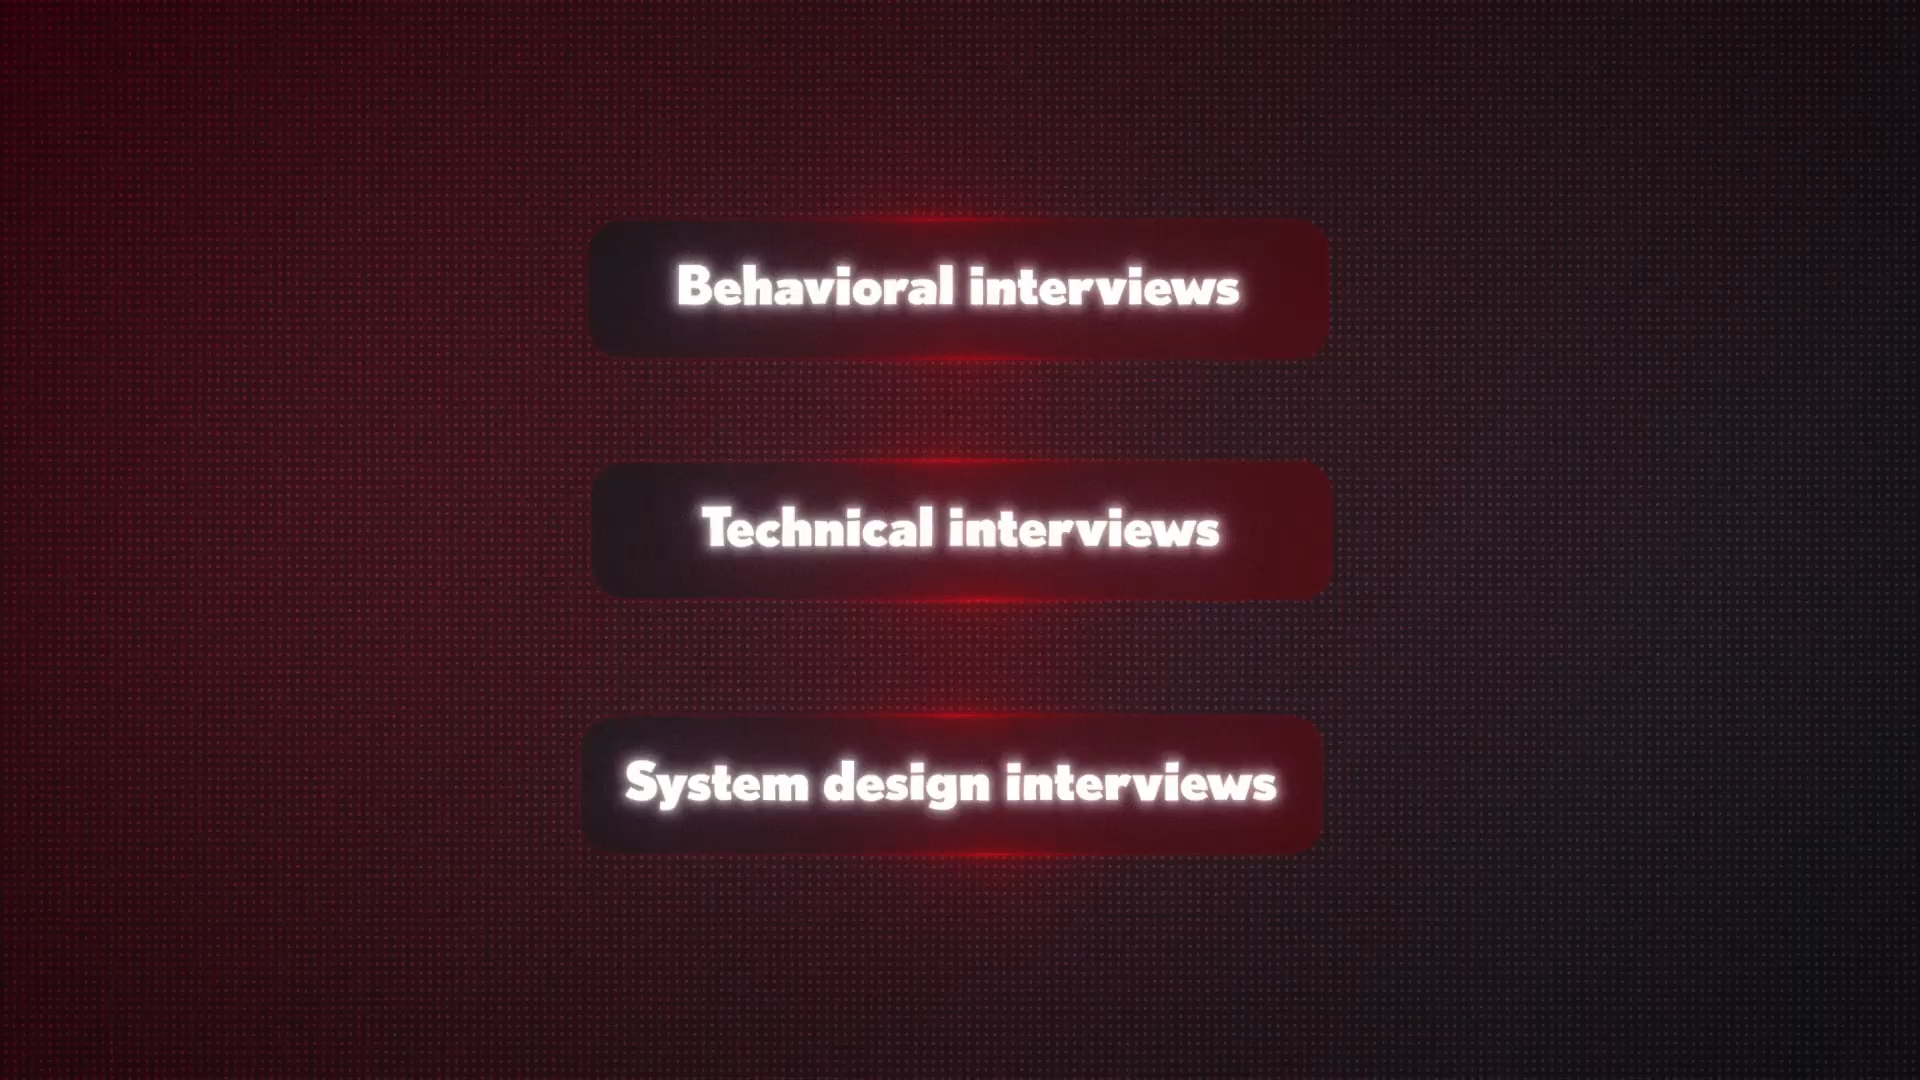 Behavioral interviews
Technical interviews
System design interviews